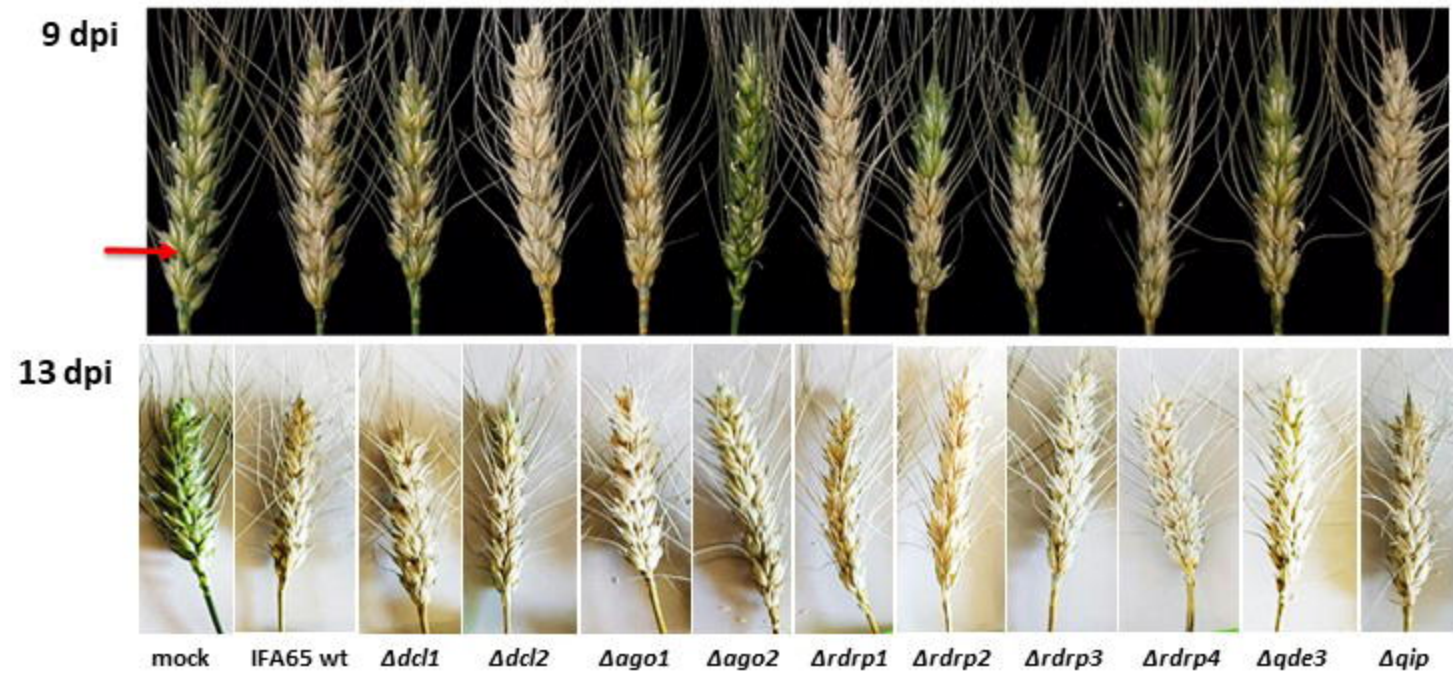 9 dpi
13 dpi
mock IFA65 wt Δdcl1 Δdcl2 Δago1 Δago2 Δrdrp1 Δrdrp2 Δrdrp3 Δrdrp4 Δqde3 Δqip